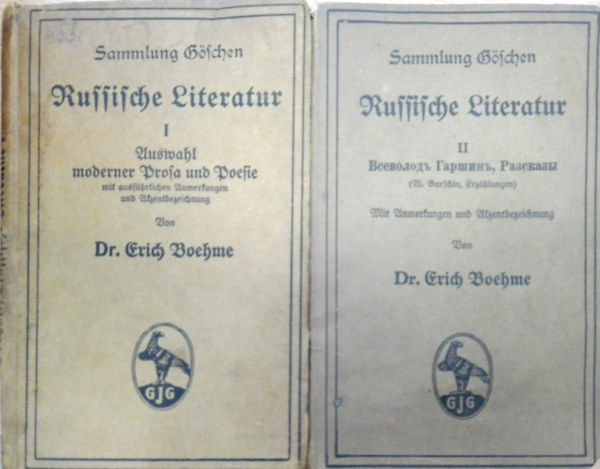 Sammlung Göschen
Russische Literatur
I
Auswahl
moderner Prosa und Poesie
mit ausführlichen Anmerkungen
und Akzentbezeichnung
Von
Dr. Erich Boehme
GJG
Sammlung Göschen
Russische Literatur
II
Всеволодъ Гаршинъ, Разсказы
(W. Garschin, Erzählungen)
Mit Anmerkungen und Akzentbezeichnung
Von
Dr. Erich Boehme
GJG